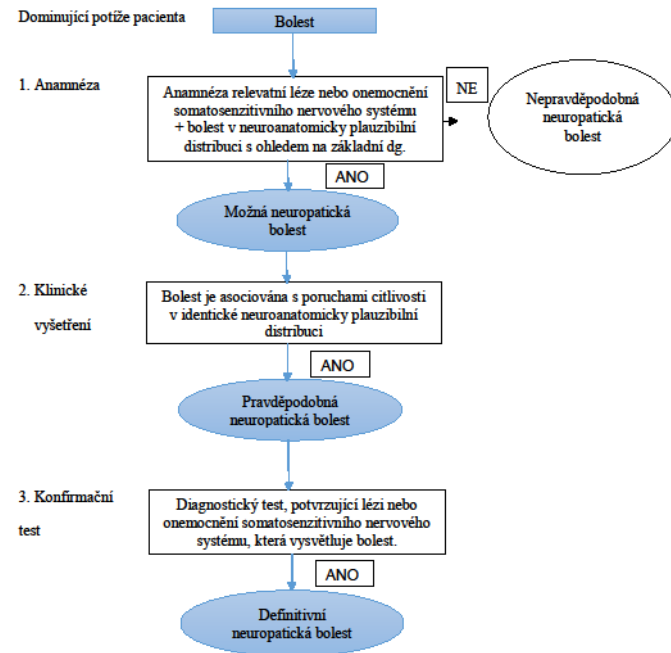 Dominující potíže pacienta
Bolest
1. Anamnéza
Anamnéza relevatní léze nebo onemocnění
somatosenzitivního nervového systému
+ bolest v neuroanatomicky plauzibilní
distribuci s ohledem na základní dg.
NE
Nepravděpodobná
neuropatická
bolest
ANO
Možná neuropatická
bolest
2. Klinické
vyšetření
Bolest je asociována s poruchami citlivosti
v identické neuroanatomicky plauzibilní
distribuci
ANO
Pravděpodobná
neuropatická bolest
3. Konfirmační
test
Diagnostický test, potvrzující lézi nebo
onemocnění somatosenzitivního nervového
systému, která vysvětluje bolest.
ANO
Definitivní
neuropatická bolest